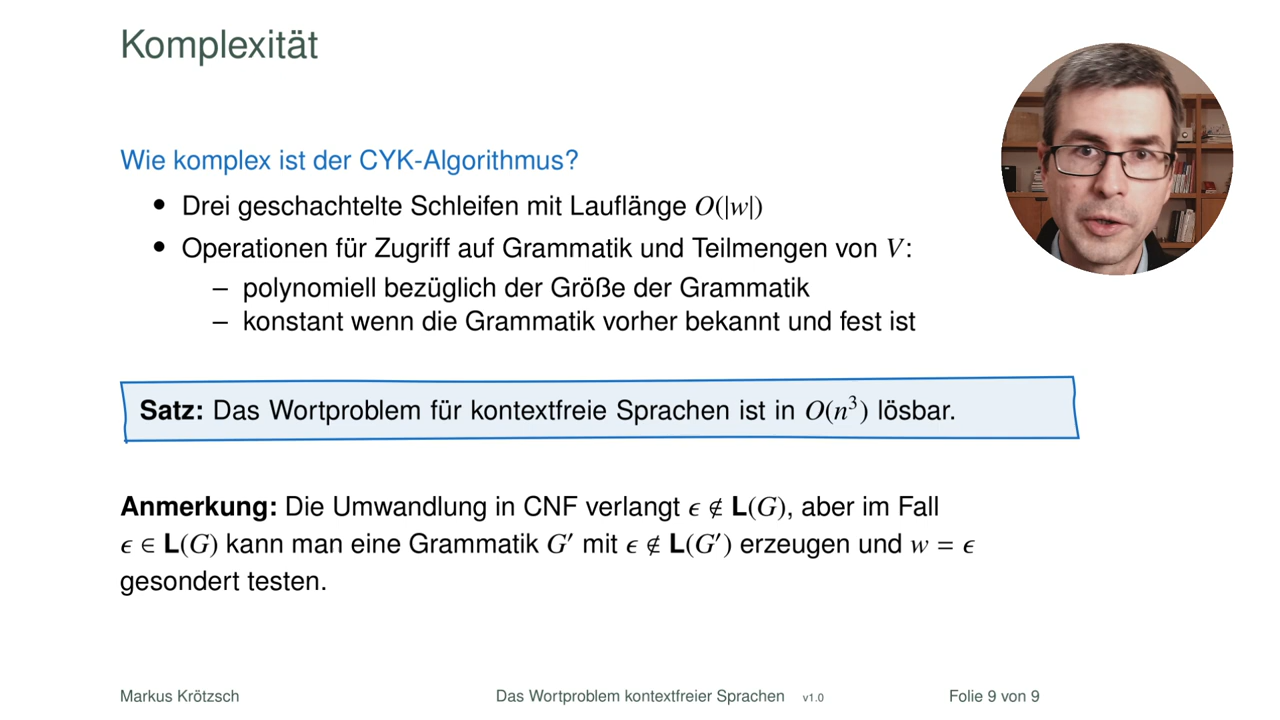 Komplexität
Wie komplex ist der CYK-Algorithmus?
• Drei geschachtelte Schleifen mit Lauflänge O(|w|)
• Operationen für Zugriff auf Grammatik und Teilmengen von V:
– polynomiell bezüglich der Größe der Grammatik
– konstant wenn die Grammatik vorher bekannt und fest ist
Satz: Das Wortproblem für kontextfreie Sprachen ist in O(n³) lösbar.
Anmerkung: Die Umwandlung in CNF verlangt ϵ ∉ L(G), aber im Fall
ϵ ∈ L(G) kann man eine Grammatik G′ mit ϵ ∉ L(G′) erzeugen und w = ϵ
gesondert testen.
Markus Krötzsch Das Wortproblem kontextfreier Sprachen v1.0 Folie 9 von 9